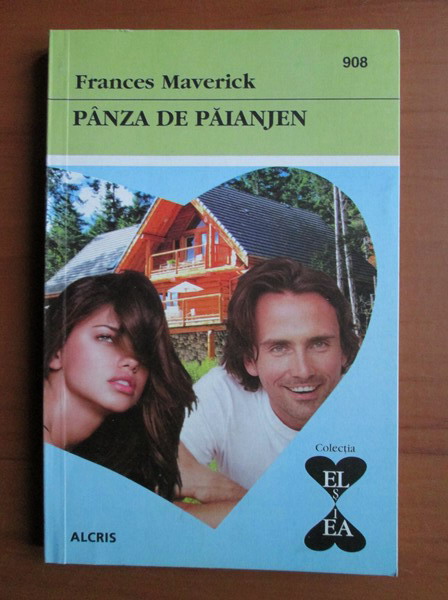 908
Frances Maverick
PÂNZA DE PĂIANJEN
Colecția
EL
ȘI
EA
ALCRIS